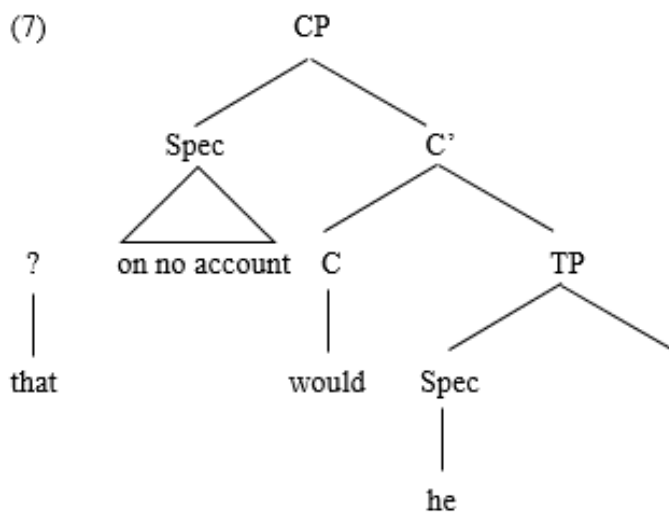 (7) CP
Spec C’
? on no account C TP
that would Spec
he